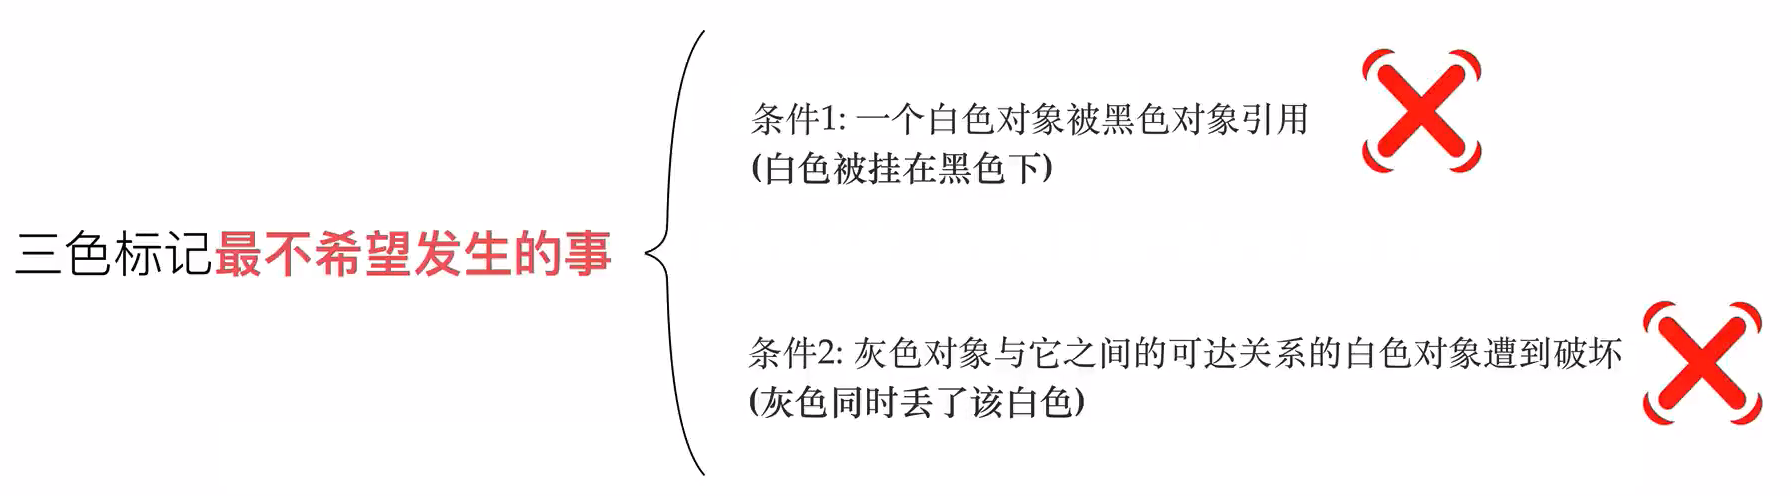 三色标记最不希望发生的事
条件1: 一个白色对象被黑色对象引用
(白色被挂在黑色下)
条件2: 灰色对象与它之间的可达关系的白色对象遭到破坏
(灰色同时丢了该白色)